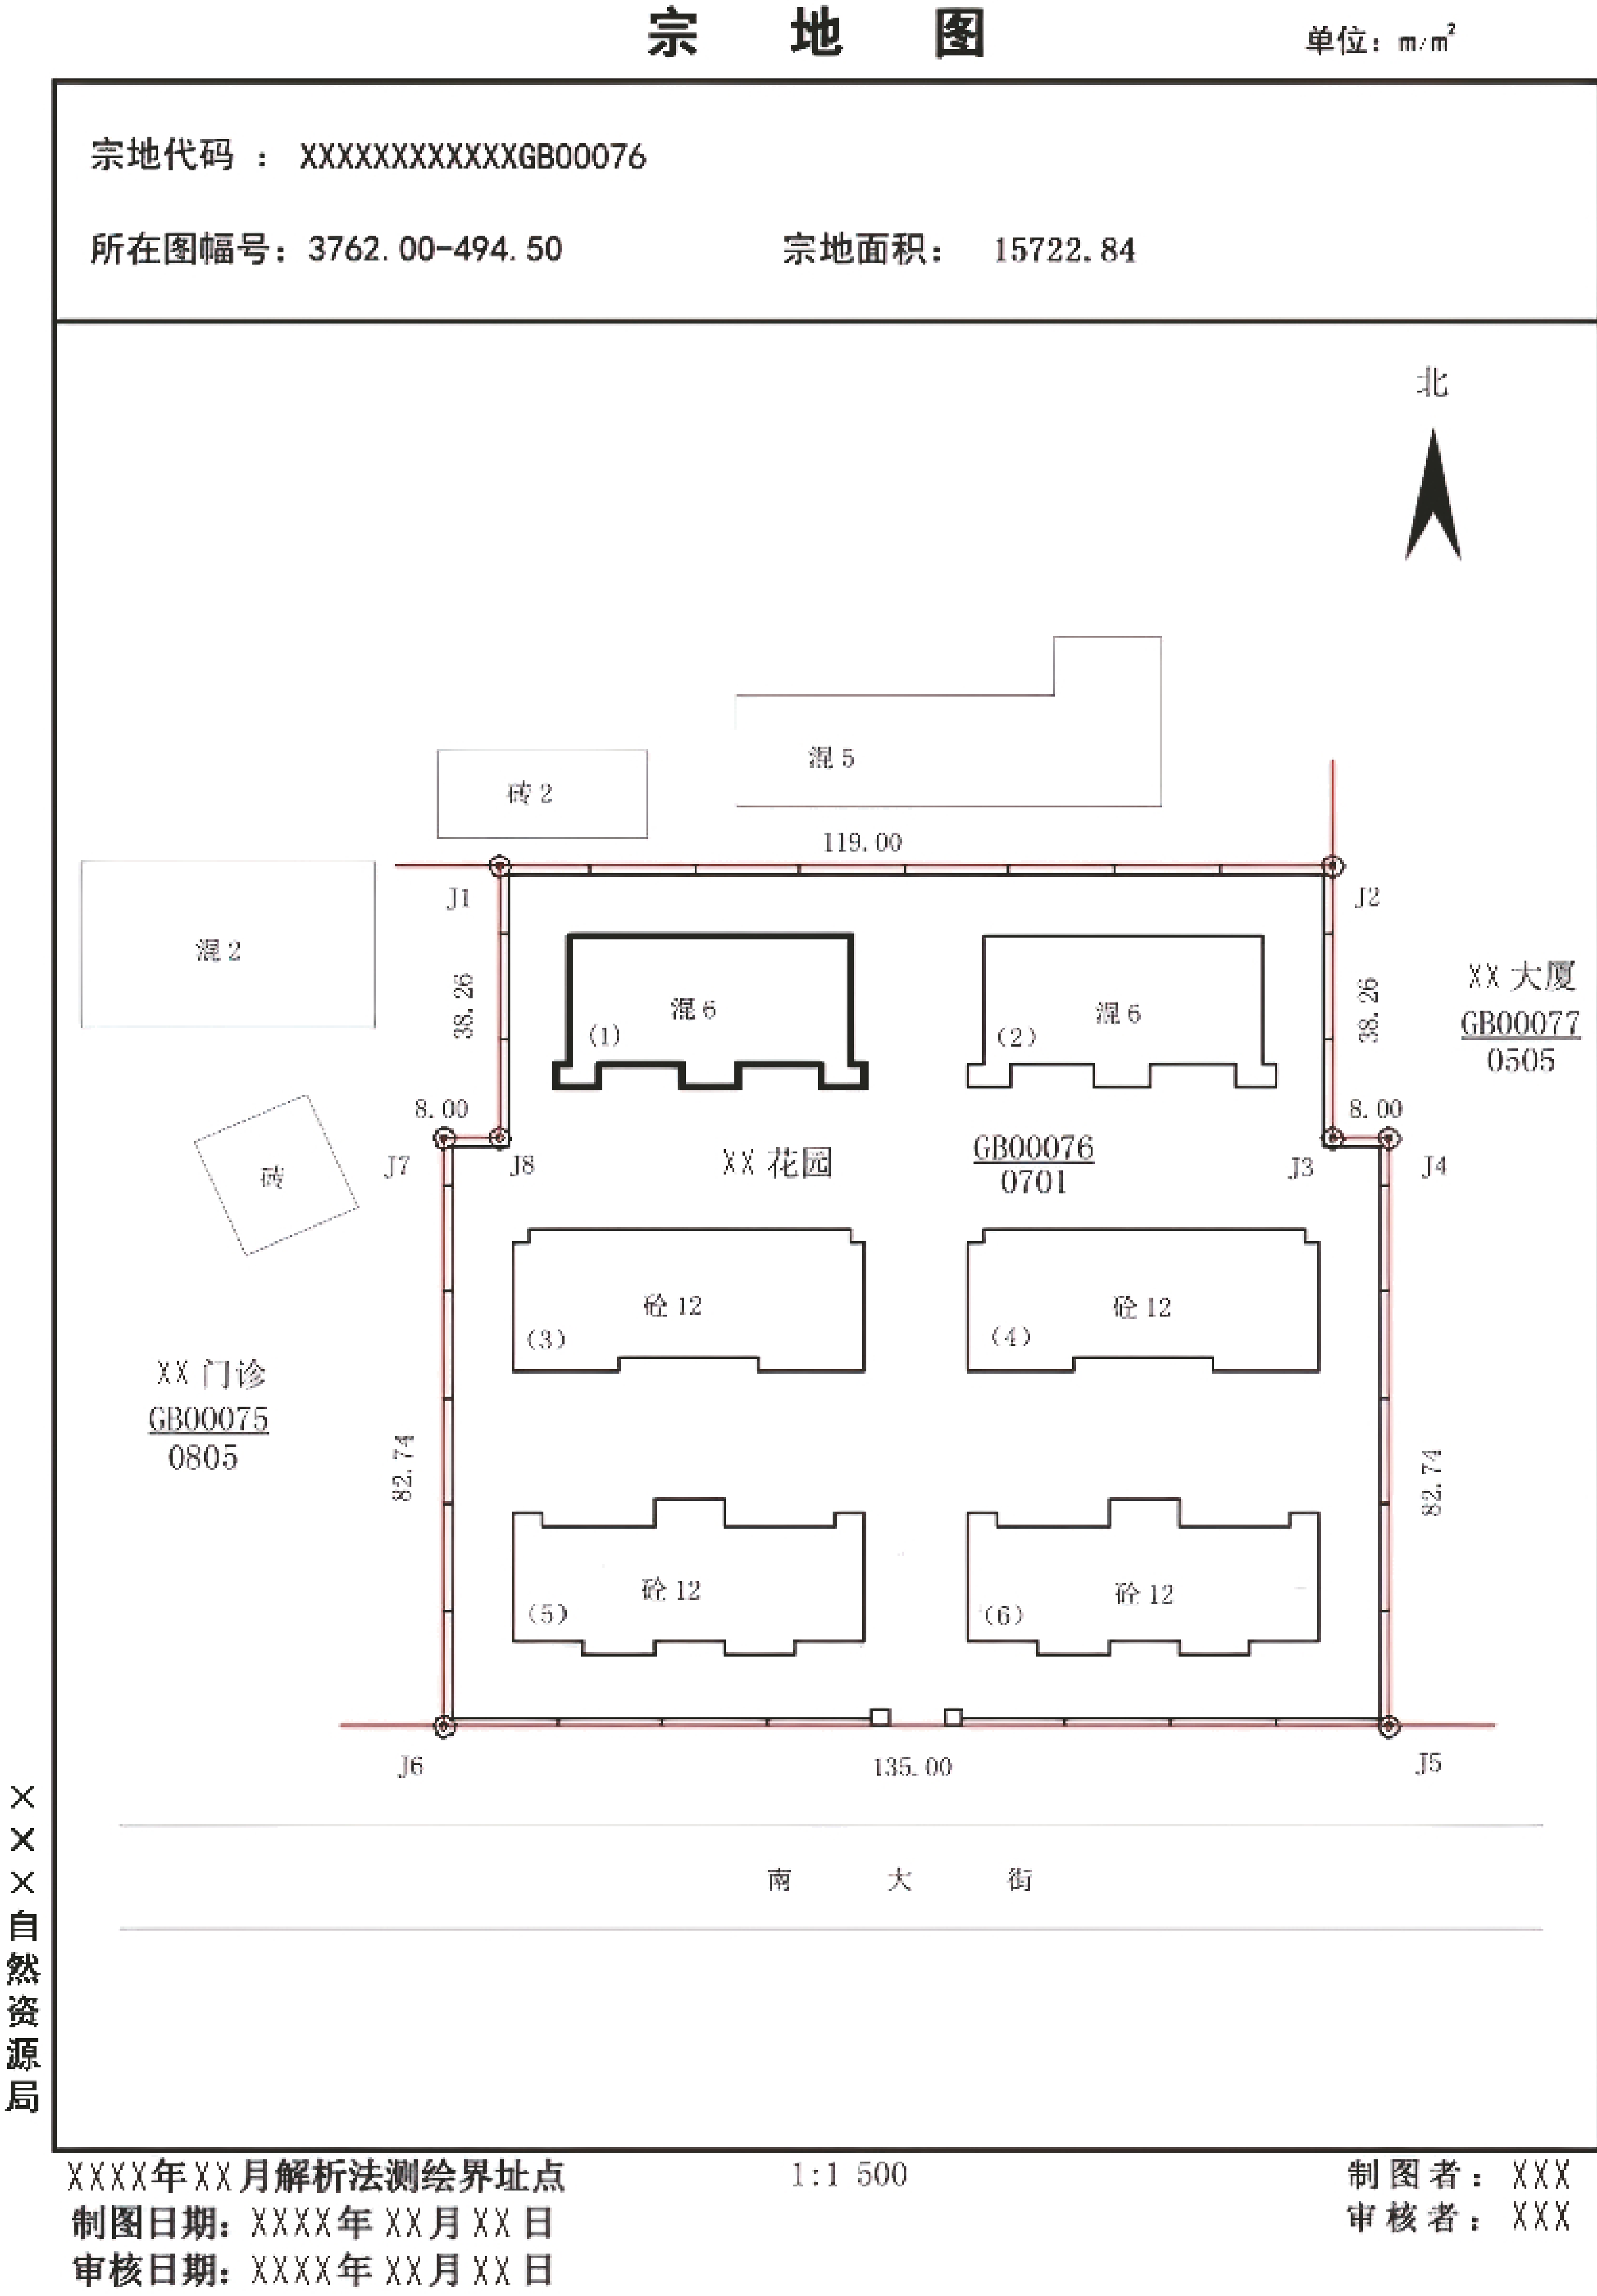 宗 地 图
单位：m/m²
宗地代码 ： XXXXXXXXXXXXGB00076
所在图幅号：3762.00-494.50 宗地面积： 15722.84
北
混 5
砖 2
119.00
J1
J2
混 2
混 6
(1)
混 6
(2)
38.26
38.26
XX 大厦
GB00077
0505
8.00
8.00
J7
J8
J3
J4
砖
XX 花园
GB00076
0701
砼 12
(3)
砼 12
(4)
XX 门诊
GB00075
0805
82.74
82.74
砼 12
(5)
砼 12
(6)
J6
135.00
J5
南 大 街
×××自然资源局
XXXX年XX月解析法测绘界址点
1:1 500
制图者： XXX
制图日期：XXXX年 XX月 XX 日
审核者： XXX
审核日期：XXXX年 XX月 XX 日